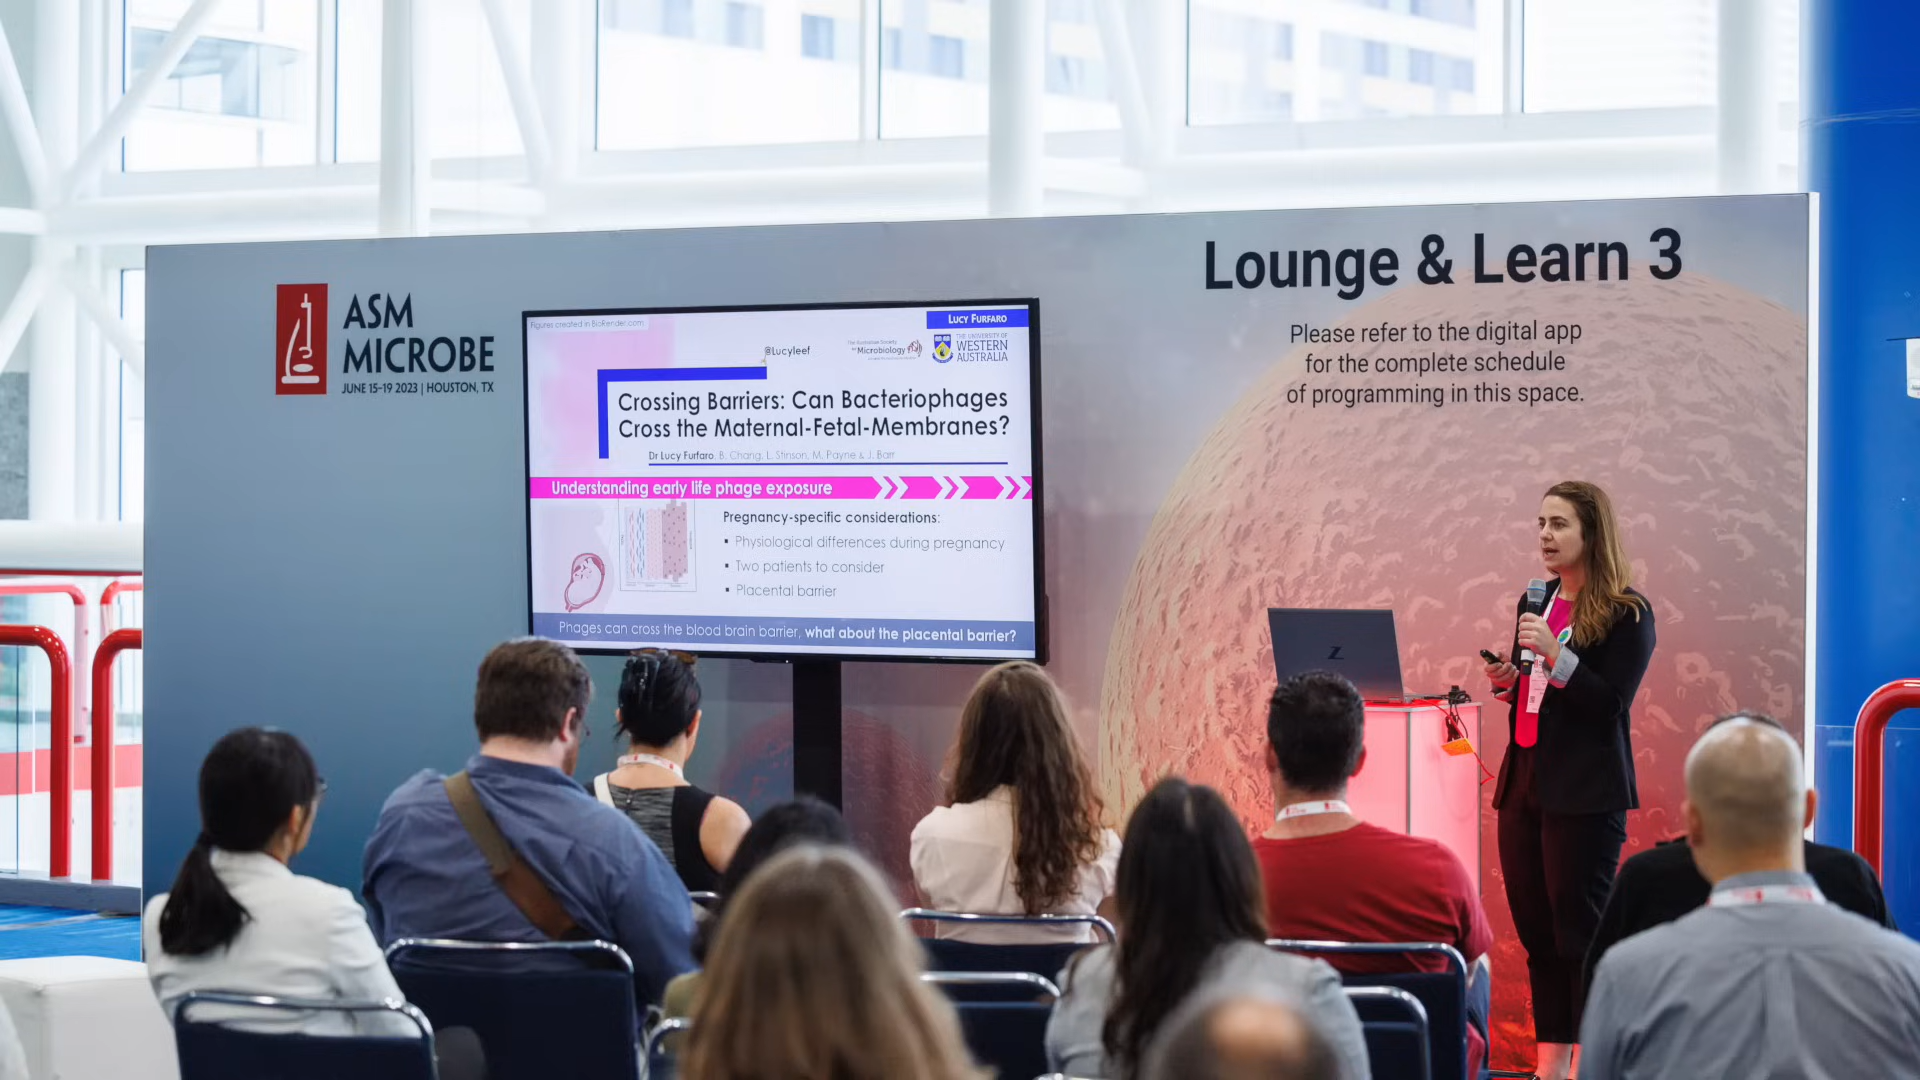 ASM
MICROBE
JUNE 15-19 2023 | HOUSTON, TX
Lounge & Learn 3
Please refer to the digital app
for the complete schedule
of programming in this space.
Figures created in BioRender.com
LUCY FURFARO
@Lucyleef
The Australian Society
for Microbiology
THE UNIVERSITY OF
WESTERN
AUSTRALIA
Crossing Barriers: Can Bacteriophages
Cross the Maternal-Fetal-Membranes?
Dr Lucy Furfaro, B. Chang, L. Stinson, M. Payne & J. Barr
Understanding early life phage exposure
Pregnancy-specific considerations:
▪ Physiological differences during pregnancy
▪ Two patients to consider
▪ Placental barrier
Phages can cross the blood brain barrier, what about the placental barrier?